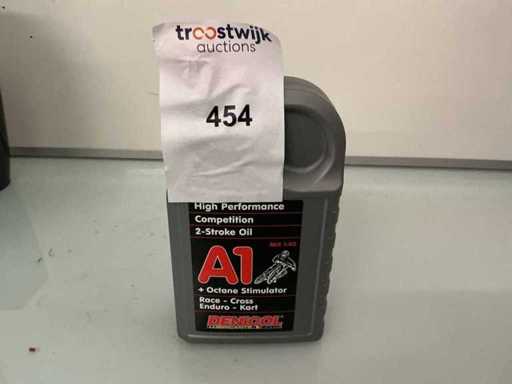 troostwijk
auctions
454
High Performance
Competition
2-Stroke Oil
A1
+ Octane Stimulator
Race - Cross
Enduro - Kart
DENICOL